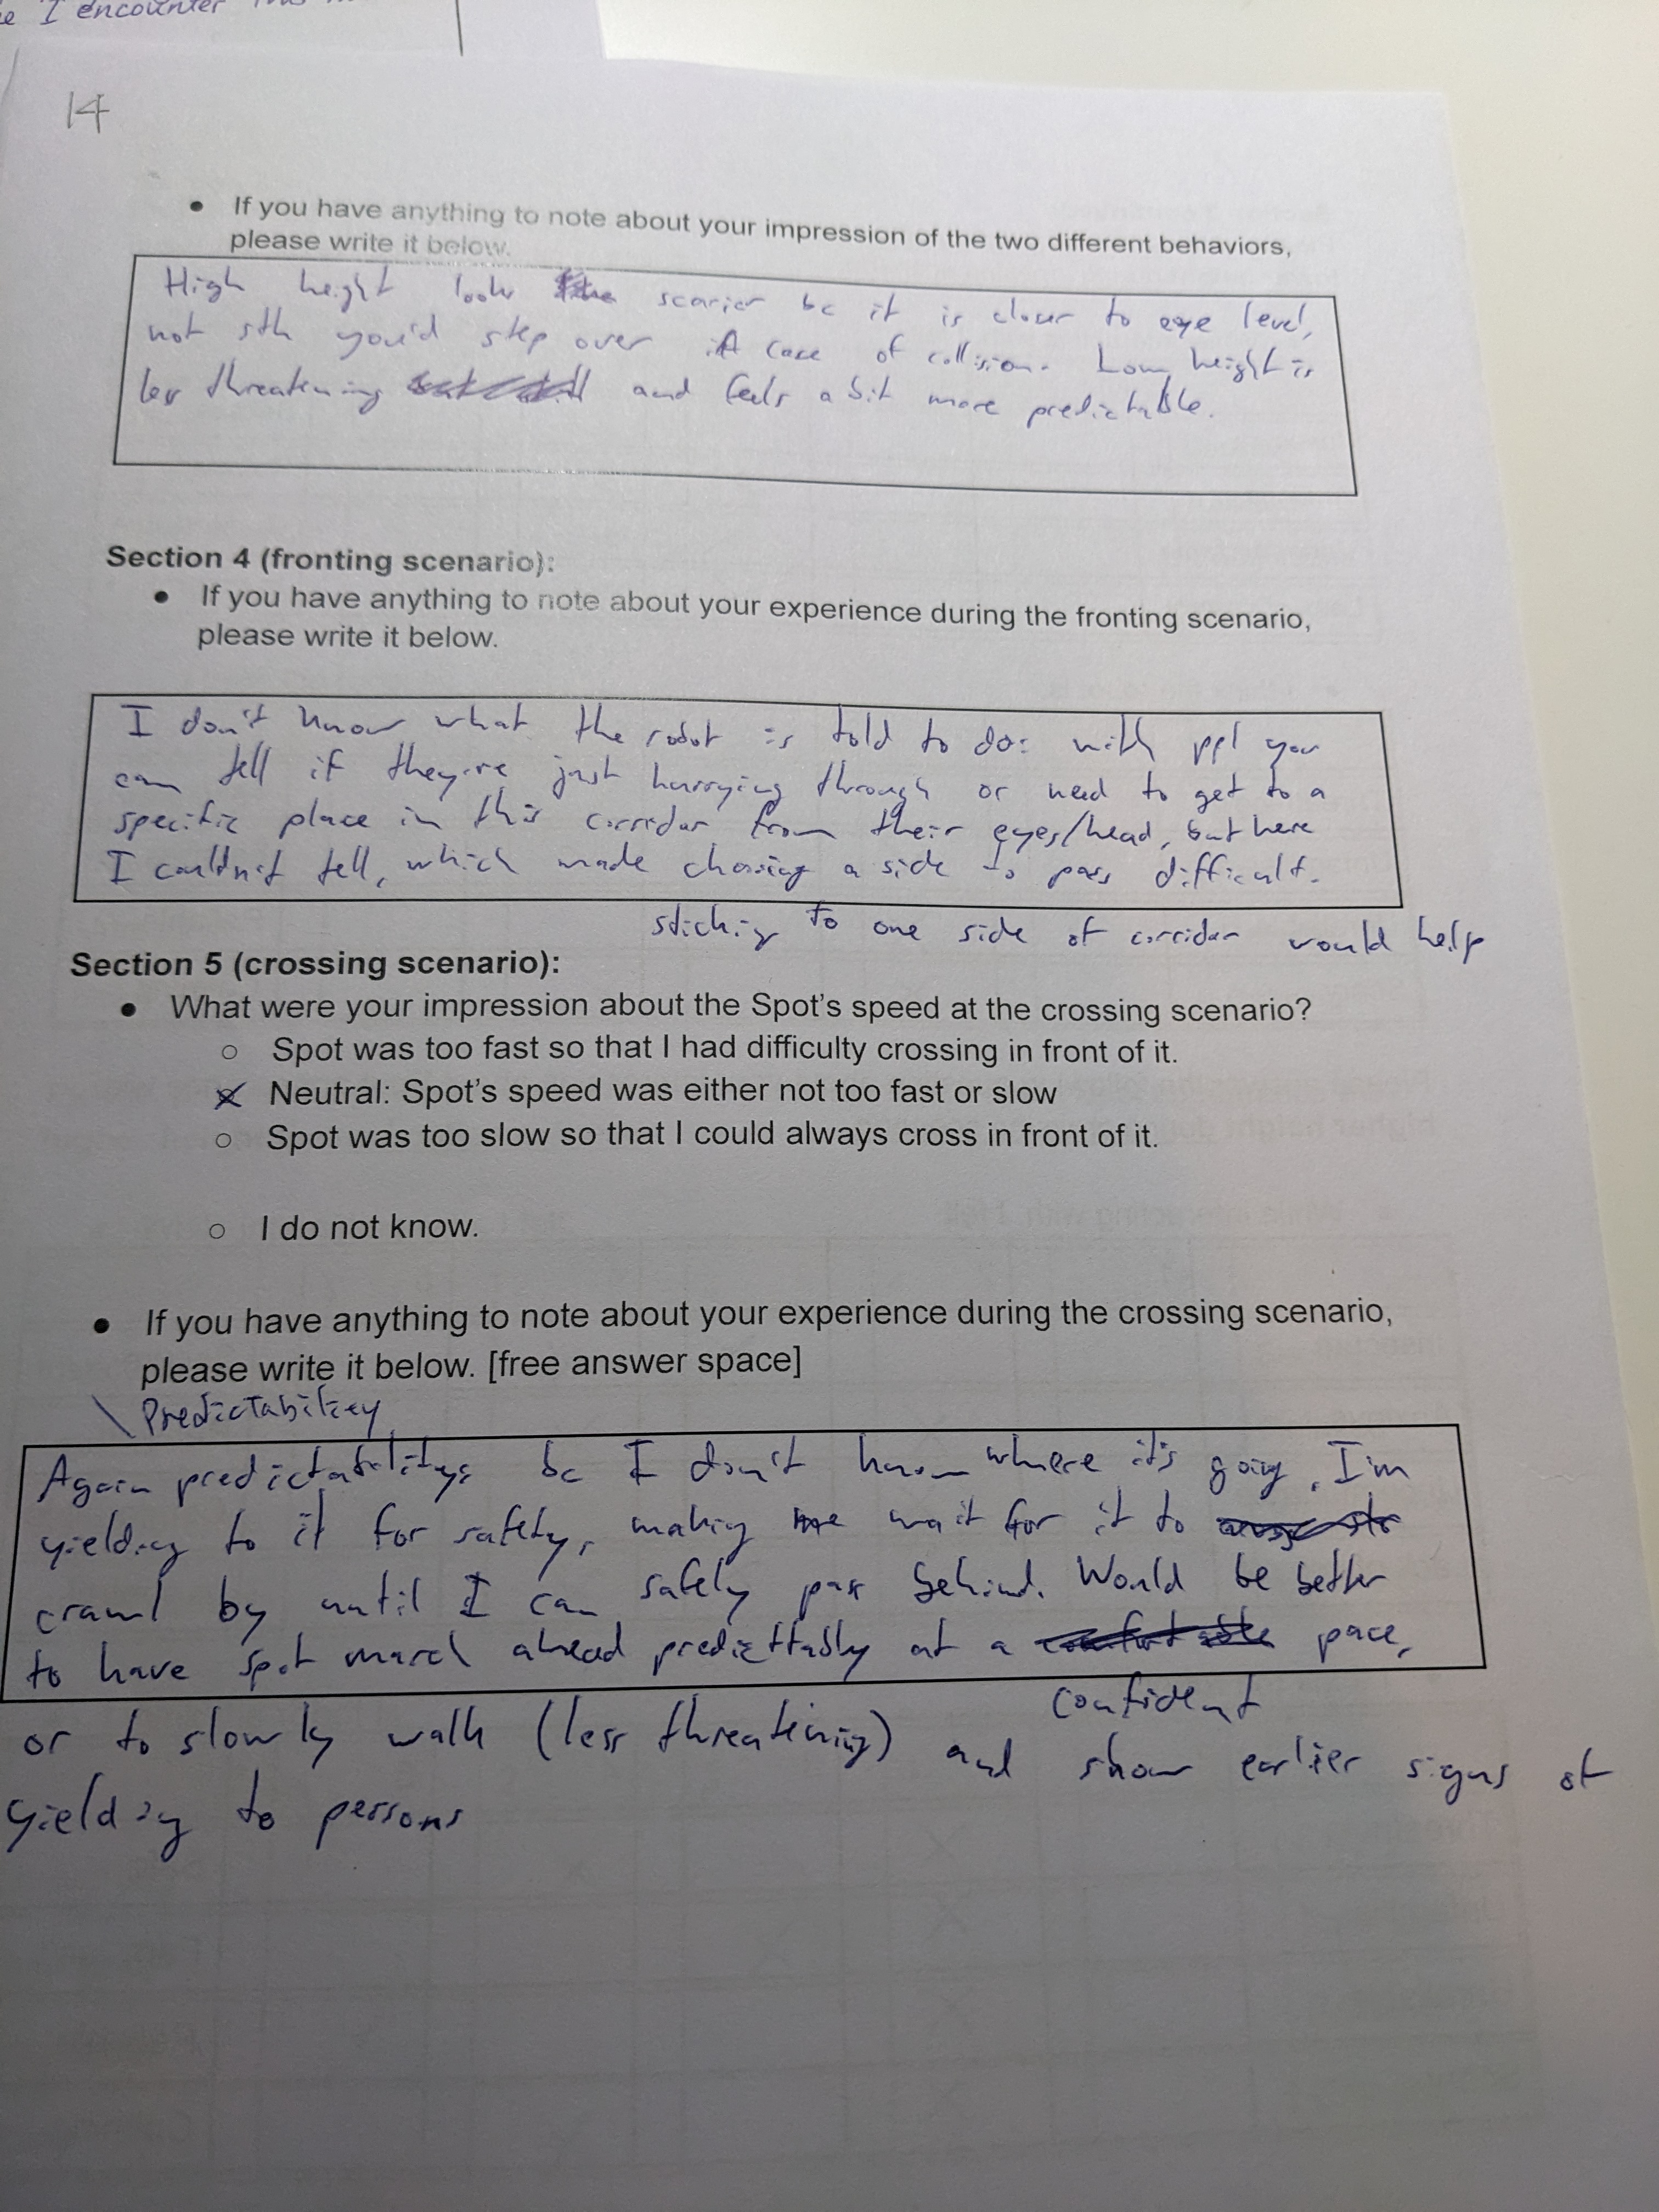 I encounter
14
If you have anything to note about your impression of the two different behaviors,
please write it below.
High height looks scarier bc it is closer to eye level,
not sth you'd step over in case of collision. Low height is
less threatening and feels a bit more predictable.
Section 4 (fronting scenario):
If you have anything to note about your experience during the fronting scenario,
please write it below.
I don't know what the robot is told to do: with ppl you
can tell if they're just hurrying through or need to get to a
specific place in this corridor from their eyes/head, but here
I couldn't tell, which made chosing a side to pass difficult.
sticking to one side of corridor would help
Section 5 (crossing scenario):
What were your impression about the Spot's speed at the crossing scenario?
Spot was too fast so that I had difficulty crossing in front of it.
Neutral: Spot's speed was either not too fast or slow
Spot was too slow so that I could always cross in front of it.
I do not know.
If you have anything to note about your experience during the crossing scenario,
please write it below. [free answer space]
Predictability
Again predictability: bc I don't know where it's going, I'm
yielding to it for safety, making me wait for it to
crawl by until I can safely pass behind. Would be better
to have spot march ahead predicttably at a pace,
confident
or to slowly walk (less threatening) and show earlier signs of
yielding to persons